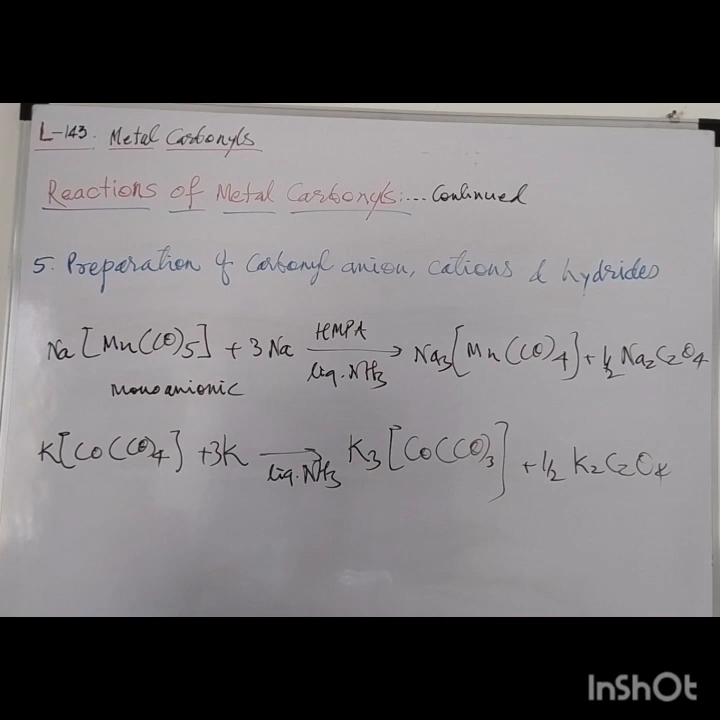 L-143. Metal Carbonyls
Reactions of Metal Carbonyls:... Continued
5. Preparation of Carbonyl anion, cations & hydrides
Na[Mn(CO)5] + 3Na HMPA → liq.NH3 Na3[Mn(CO)4] + 1/2 Na2C2O4
monoanionic
K[Co(CO)4] + 3K → liq.NH3 K3[Co(CO)3] + 1/2 K2C2O4
InShOt